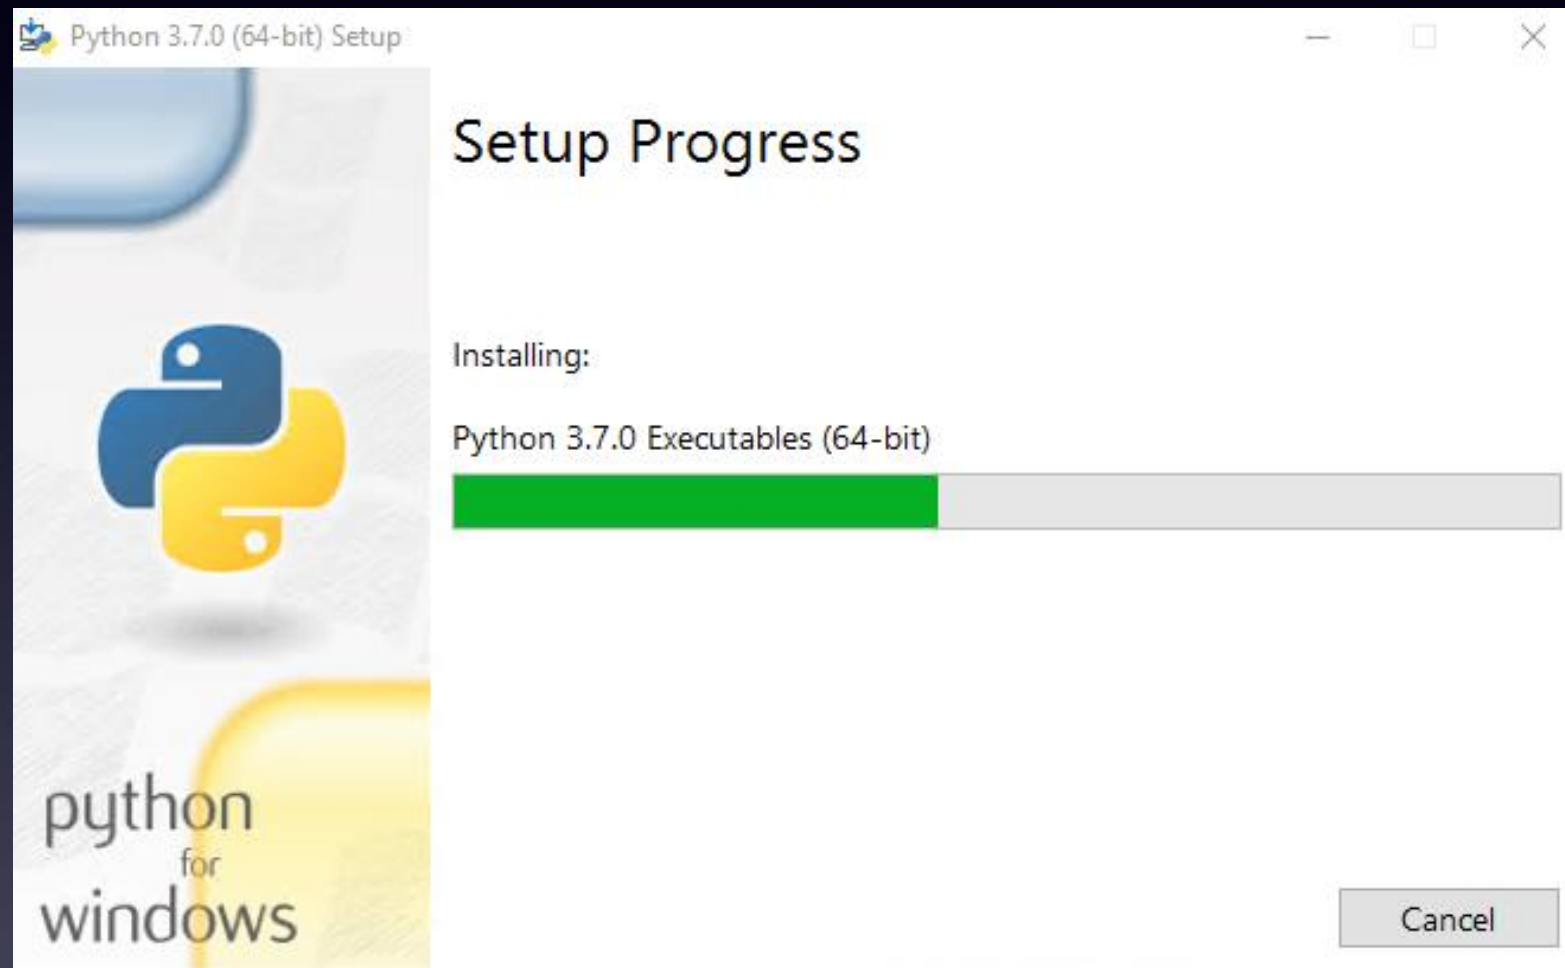 Python 3.7.0 (64-bit) Setup
Setup Progress
Installing:
Python 3.7.0 Executables (64-bit)
python
for
windows
Cancel